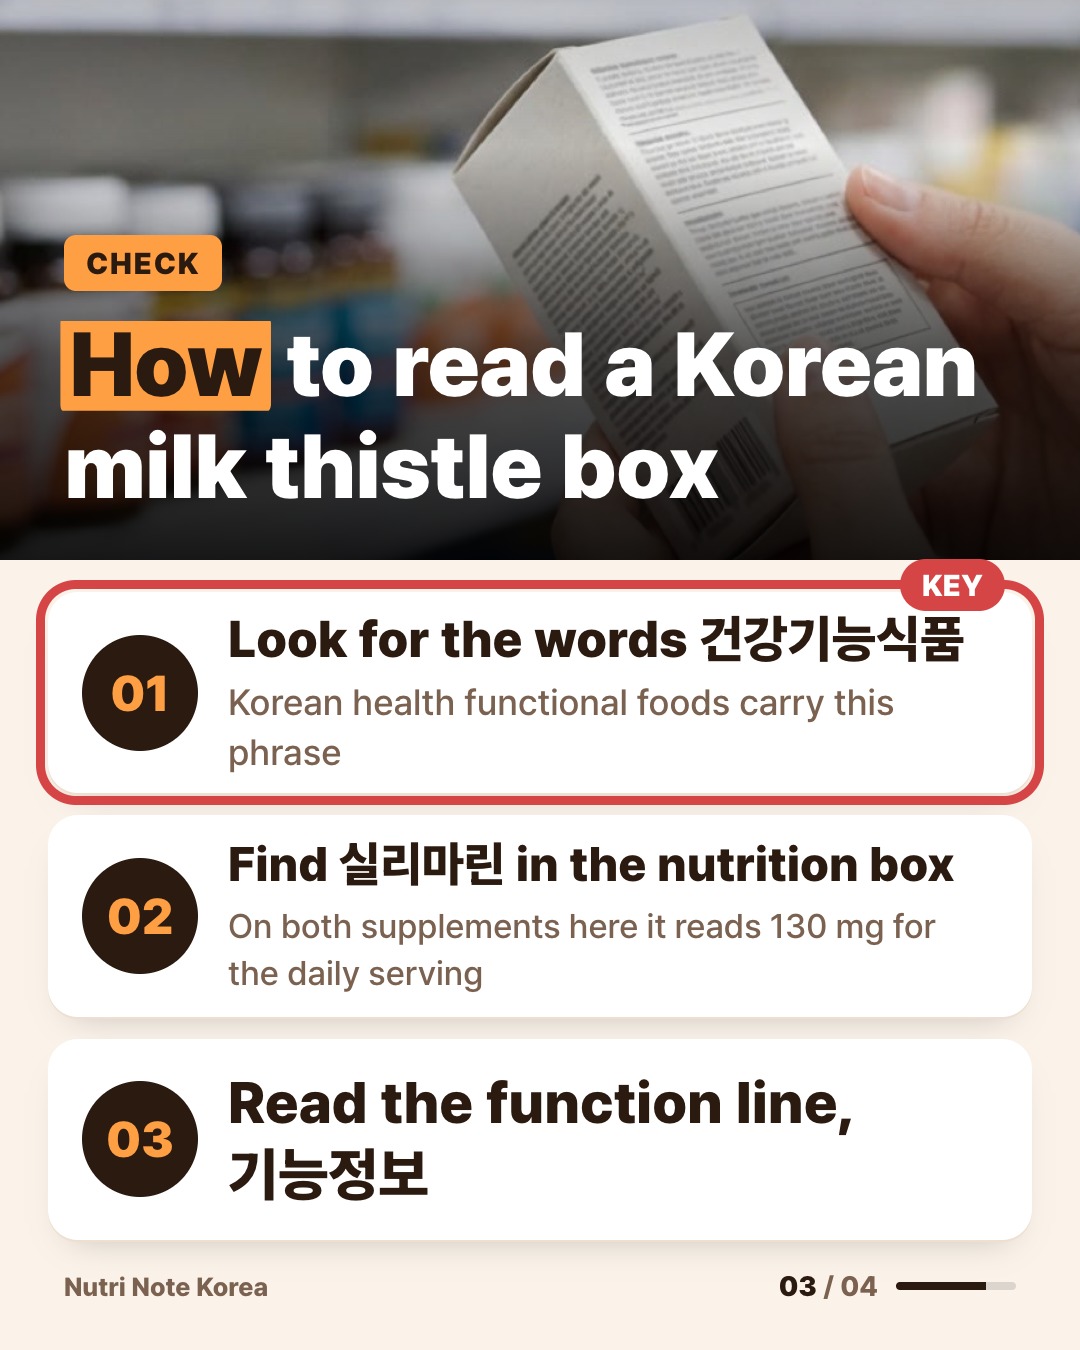 CHECK
How to read a Korean
milk thistle box
KEY
01
Look for the words 건강기능식품
Korean health functional foods carry this
phrase
02
Find 실리마린 in the nutrition box
On both supplements here it reads 130 mg for
the daily serving
03
Read the function line,
기능정보
Nutri Note Korea
03 / 04